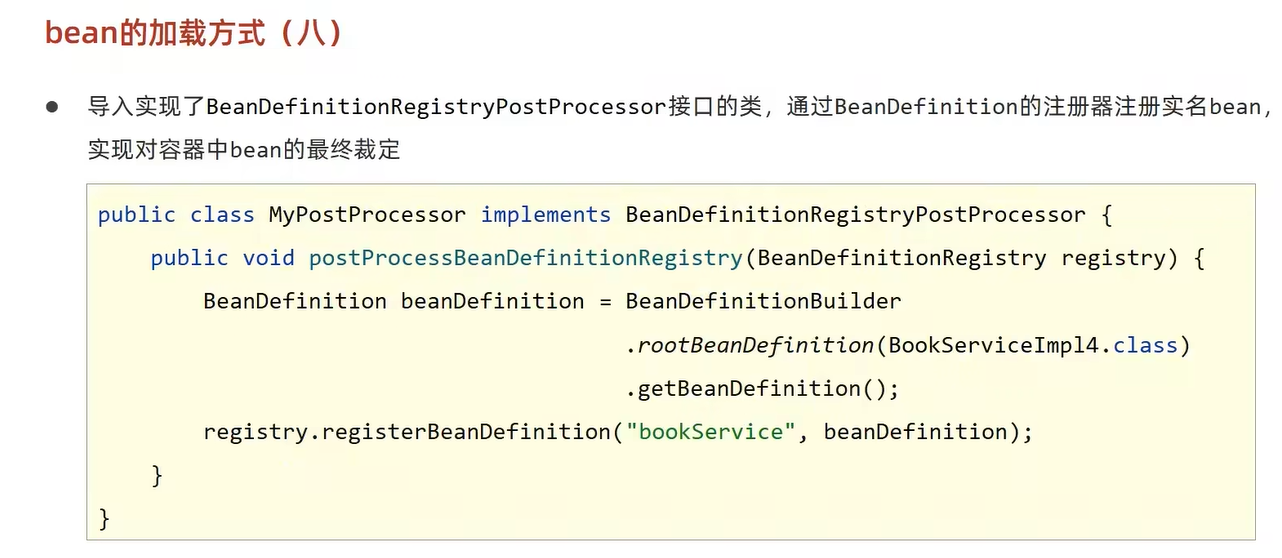 bean的加载方式（八）
● 导入实现了BeanDefinitionRegistryPostProcessor接口的类，通过BeanDefinition的注册器注册实名bean，
实现对容器中bean的最终裁定
public class MyPostProcessor implements BeanDefinitionRegistryPostProcessor {
    public void postProcessBeanDefinitionRegistry(BeanDefinitionRegistry registry) {
        BeanDefinition beanDefinition = BeanDefinitionBuilder
                                        .rootBeanDefinition(BookServiceImpl4.class)
                                        .getBeanDefinition();
        registry.registerBeanDefinition("bookService", beanDefinition);
    }
}